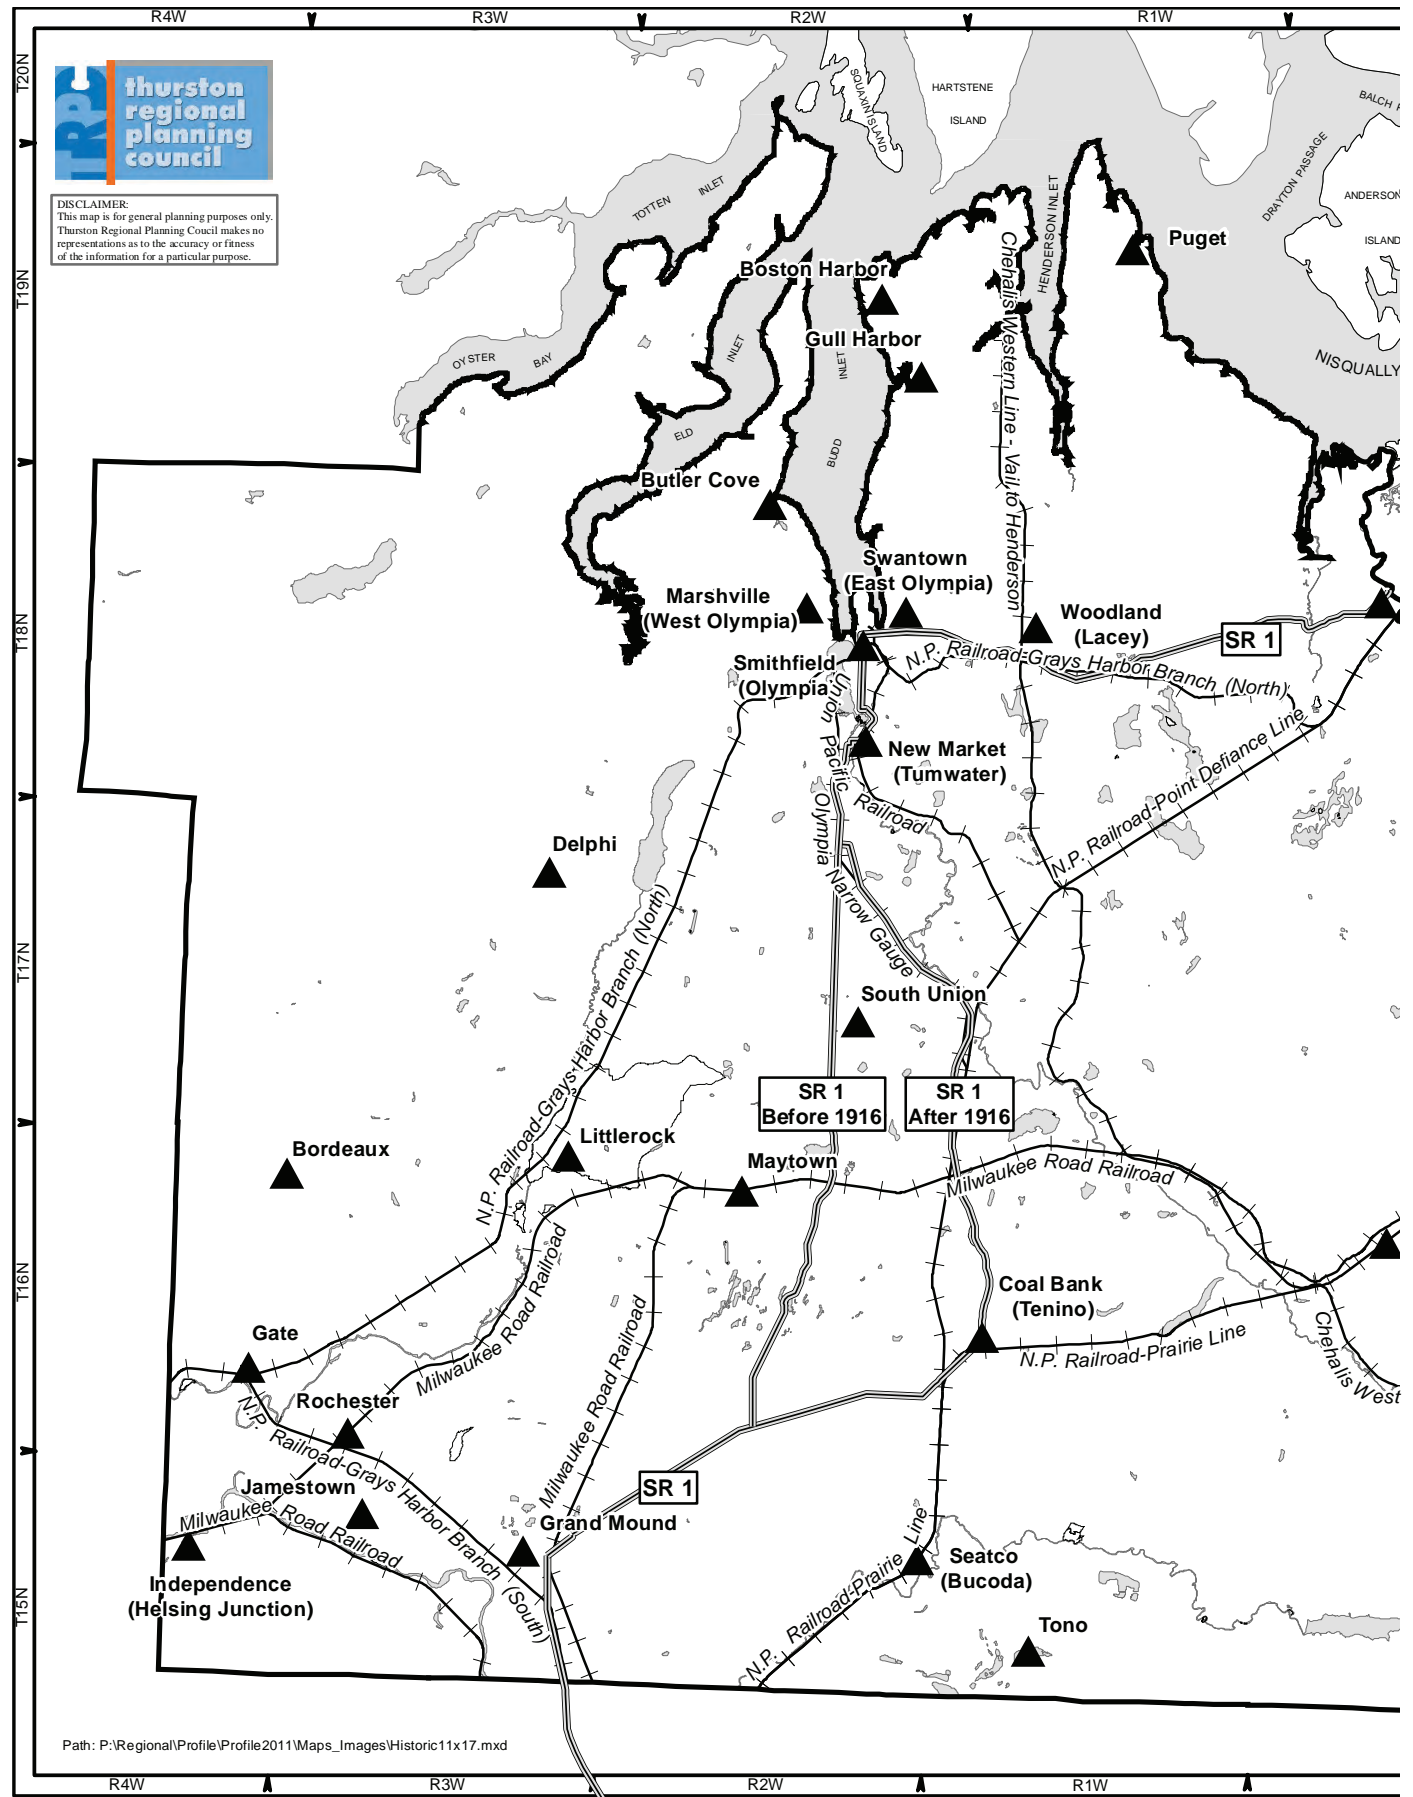 R4W
R3W
R2W
R1W
T20N
T19N
T18N
T17N
T16N
T15N
TRPC
thurston
regional
planning
council
DISCLAIMER:
This map is for general planning purposes only.
Thurston Regional Planning Coucil makes no
representations as to the accuracy or fitness
of the information for a particular purpose.
SQUAXIN ISLAND
HARTSTENE
ISLAND
BALCH
DRAYTON PASSAGE
ANDERSON
ISLAND
NISQUALLY
TOTTEN INLET
OYSTER BAY
ELD
INLET
BUDD
INLET
HENDERSON INLET
Chehalis Western Line - Vail to Henderson
Puget
Boston Harbor
Gull Harbor
Butler Cove
Swantown
(East Olympia)
Marshville
(West Olympia)
Woodland
(Lacey)
SR 1
Smithfield
(Olympia
N.P. Railroad-Grays Harbor Branch (North)
Union Pacific Railroad
New Market
(Tumwater)
N.P. Railroad-Point Defiance Line
Olympia Narrow Gauge
Delphi
N.P. Railroad-Grays Harbor Branch (North)
South Union
SR 1
Before 1916
SR 1
After 1916
Bordeaux
Littlerock
Maytown
Milwaukee Road Railroad
Milwaukee Road Railroad
Milwaukee Road Railroad
Coal Bank
(Tenino)
N.P. Railroad-Prairie Line
Chehalis West
Gate
Rochester
N.P. Railroad-Grays Harbor Branch (South)
Jamestown
Milwaukee Road Railroad
SR 1
Grand Mound
Independence
(Helsing Junction)
N.P. Railroad-Prairie Line
Seatco
(Bucoda)
Tono
Path: P:\Regional\Profile\Profile2011\Maps_Images\Historic11x17.mxd
R4W
R3W
R2W
R1W